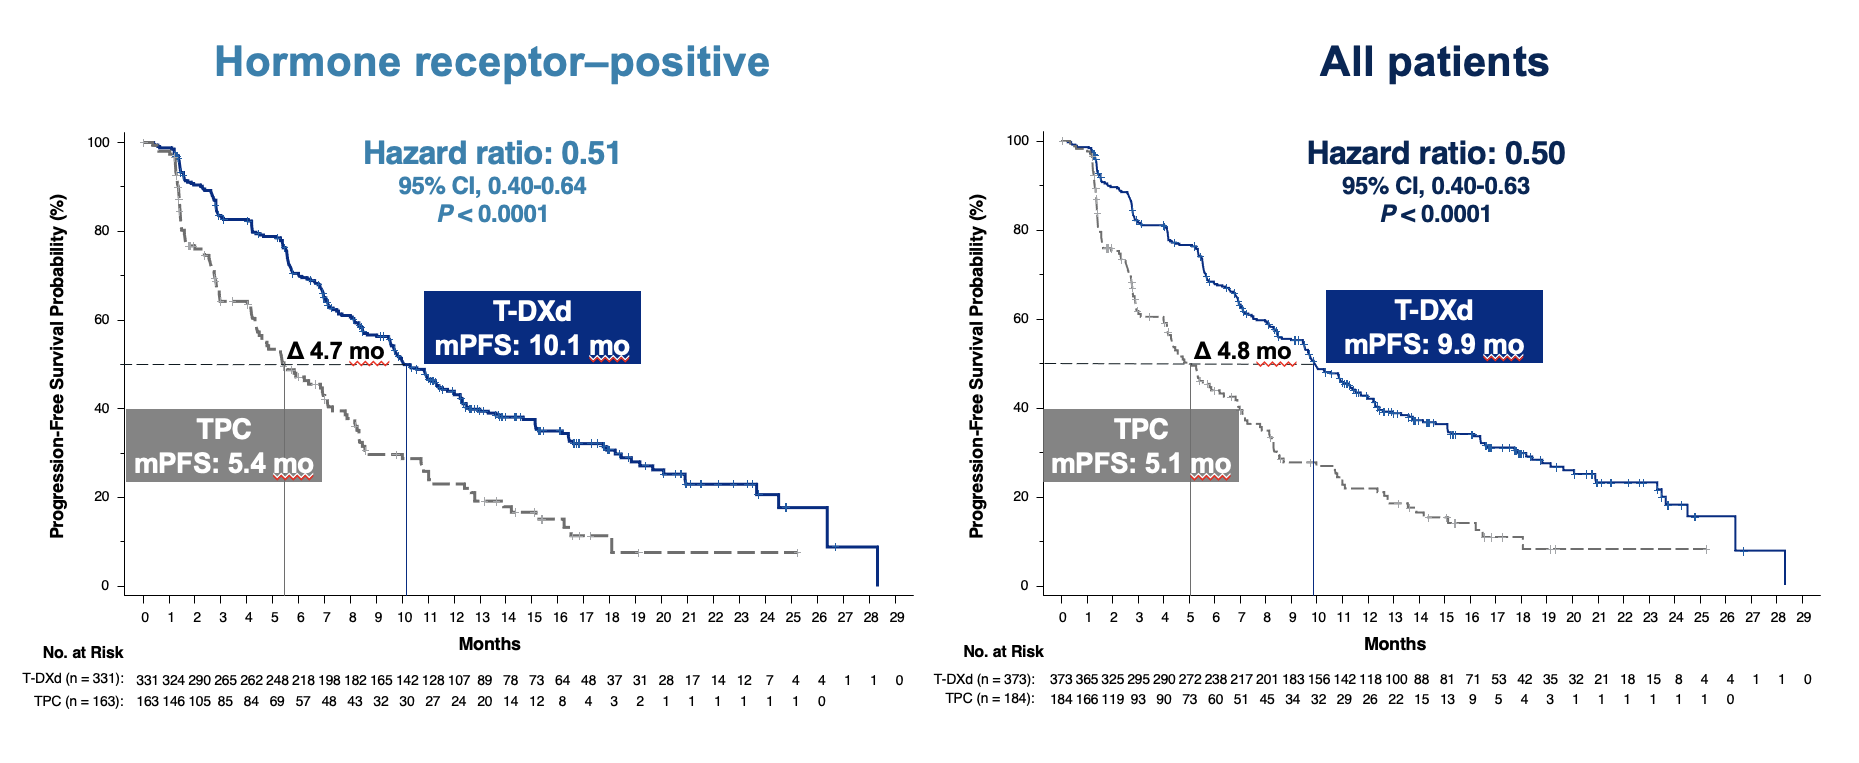 Hormone receptor–positive
Hazard ratio: 0.51
95% CI, 0.40-0.64
P < 0.0001
Progression-Free Survival Probability (%)
100
80
60
40
20
0
T-DXd
mPFS: 10.1 mo
Δ 4.7 mo
TPC
mPFS: 5.4 mo
0 1 2 3 4 5 6 7 8 9 10 11 12 13 14 15 16 17 18 19 20 21 22 23 24 25 26 27 28 29
Months
No. at Risk
T-DXd (n = 331): 331 324 290 265 262 248 218 198 182 165 142 128 107 89 78 73 64 48 37 31 28 17 14 12 7 4 4 1 1 0
TPC (n = 163): 163 146 105 85 84 69 57 48 43 32 30 27 24 20 14 12 8 4 3 2 1 1 1 1 1 1 0
All patients
Hazard ratio: 0.50
95% CI, 0.40-0.63
P < 0.0001
Progression-Free Survival Probability (%)
100
80
60
40
20
0
T-DXd
mPFS: 9.9 mo
Δ 4.8 mo
TPC
mPFS: 5.1 mo
0 1 2 3 4 5 6 7 8 9 10 11 12 13 14 15 16 17 18 19 20 21 22 23 24 25 26 27 28 29
Months
No. at Risk
T-DXd (n = 373): 373 365 325 295 290 272 238 217 201 183 156 142 118 100 88 81 71 53 42 35 32 21 18 15 8 4 4 1 1 0
TPC (n = 184): 184 166 119 93 90 73 60 51 45 34 32 29 26 22 15 13 9 5 4 3 1 1 1 1 1 1 0